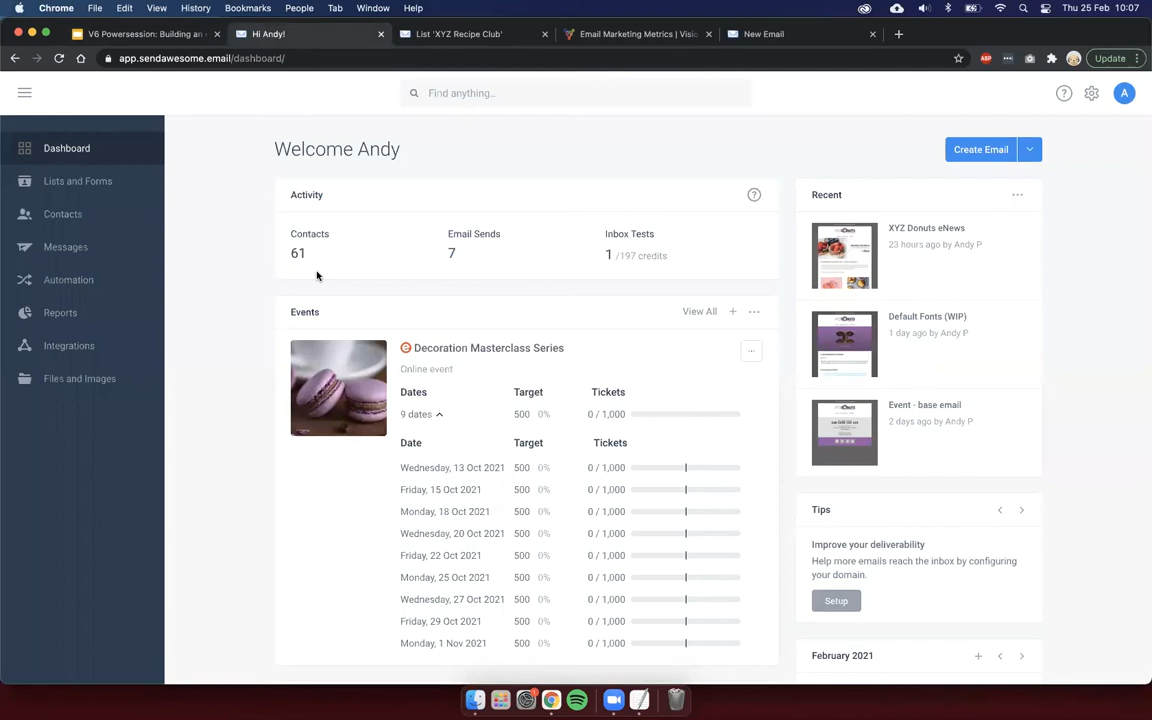 Chrome File Edit View History Bookmarks People Tab Window Help Thu 25 Feb 10:07
V6 Powersession: Building an Hi Andy! List 'XYZ Recipe Club' Email Marketing Metrics | Visio New Email
app.sendawesome.email/dashboard/ ABP Update
Find anything... A
Dashboard
Lists and Forms
Contacts
Messages
Automation
Reports
Integrations
Files and Images
Welcome Andy
Create Email
Activity
Contacts Email Sends Inbox Tests
61 7 1 /197 credits
Events View All
Decoration Masterclass Series
Online event
Dates Target Tickets
9 dates 500 0% 0 / 1,000
Date Target Tickets
Wednesday, 13 Oct 2021 500 0% 0 / 1,000
Friday, 15 Oct 2021 500 0% 0 / 1,000
Monday, 18 Oct 2021 500 0% 0 / 1,000
Wednesday, 20 Oct 2021 500 0% 0 / 1,000
Friday, 22 Oct 2021 500 0% 0 / 1,000
Monday, 25 Oct 2021 500 0% 0 / 1,000
Wednesday, 27 Oct 2021 500 0% 0 / 1,000
Friday, 29 Oct 2021 500 0% 0 / 1,000
Monday, 1 Nov 2021 500 0% 0 / 1,000
Recent
XYZ Donuts eNews
23 hours ago by Andy P
Default Fonts (WIP)
1 day ago by Andy P
Event - base email
2 days ago by Andy P
Tips
Improve your deliverability
Help more emails reach the inbox by configuring
your domain.
Setup
February 2021